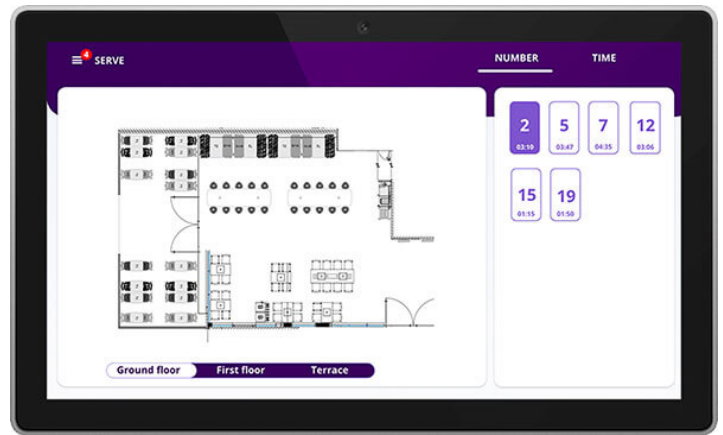 4
SERVE
NUMBER
TIME
2
03:10
5
03:47
7
04:35
12
03:06
15
01:15
19
01:50
Ground floor
First floor
Terrace